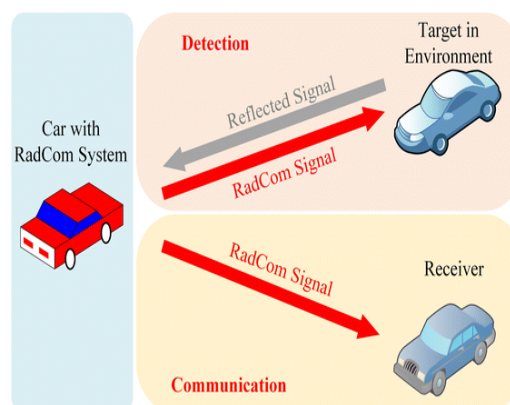 Car with
RadCom System
Detection
Target in
Environment
Reflected Signal
RadCom Signal
RadCom Signal
Receiver
Communication